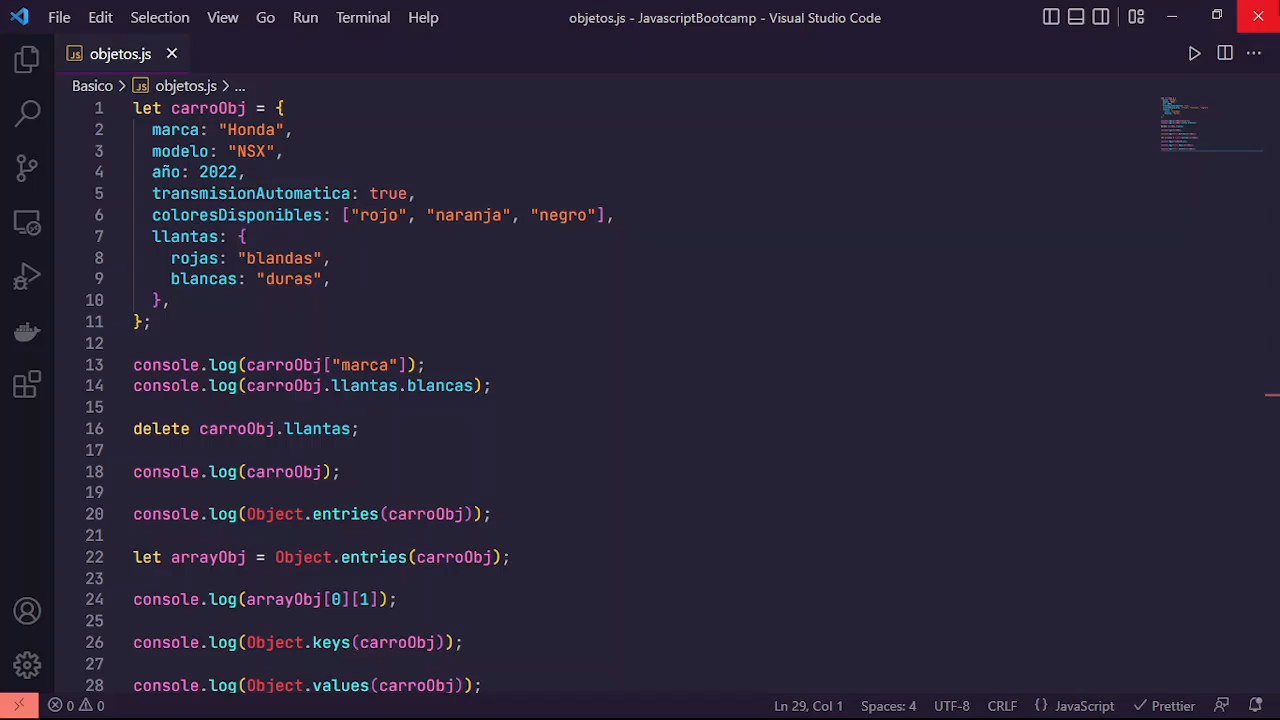 File Edit Selection View Go Run Terminal Help objetos.js - JavascriptBootcamp - Visual Studio Code
JS objetos.js
Basico > JS objetos.js > ...
1 let carroObj = {
2 marca: "Honda",
3 modelo: "NSX",
4 año: 2022,
5 transmisionAutomatica: true,
6 coloresDisponibles: ["rojo", "naranja", "negro"],
7 llantas: {
8 rojas: "blandas",
9 blancas: "duras",
10 },
11 };
12
13 console.log(carroObj["marca"]);
14 console.log(carroObj.llantas.blancas);
15
16 delete carroObj.llantas;
17
18 console.log(carroObj);
19
20 console.log(Object.entries(carroObj));
21
22 let arrayObj = Object.entries(carroObj);
23
24 console.log(arrayObj[0][1]);
25
26 console.log(Object.keys(carroObj));
27
28 console.log(Object.values(carroObj));
0 0 Ln 29, Col 1 Spaces: 4 UTF-8 CRLF {} JavaScript Prettier